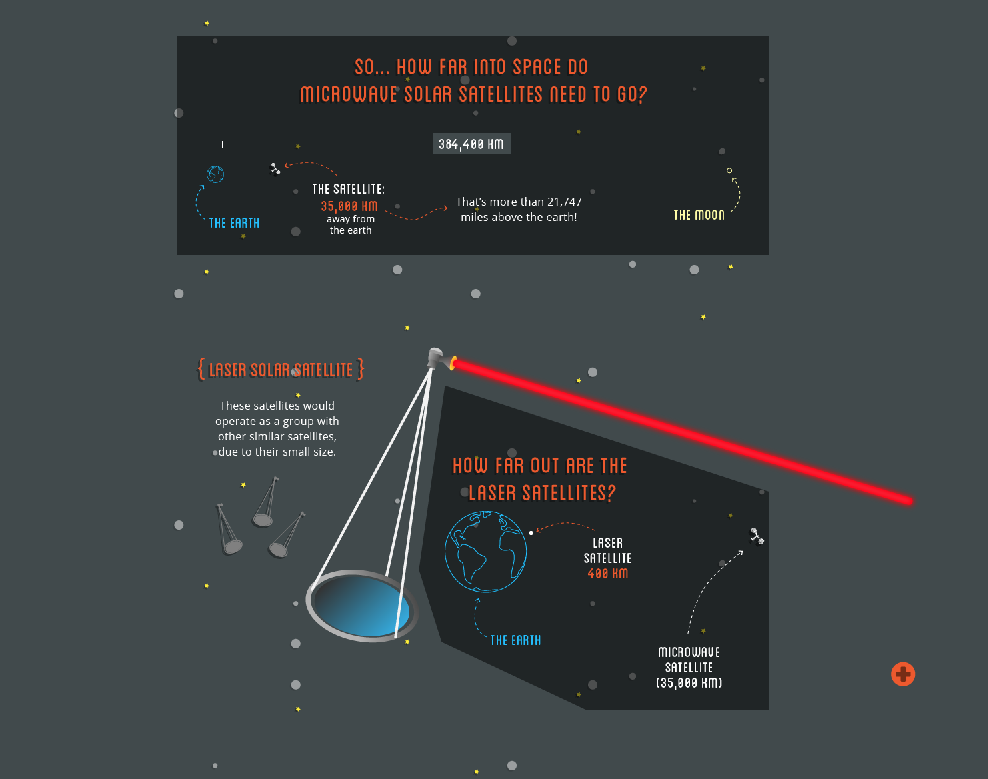 SO... HOW FAR INTO SPACE DO
MICROWAVE SOLAR SATELLITES NEED TO GO?
384,400 KM
THE SATELLITE:
35,000 KM
away from
the earth
That's more than 21,747
miles above the earth!
THE EARTH
THE MOON
{ LASER SOLAR SATELLITE }
These satellites would
operate as a group with
other similar satellites,
due to their small size.
HOW FAR OUT ARE THE
LASER SATELLITES?
LASER
SATELLITE
400 KM
THE EARTH
MICROWAVE
SATELLITE
(35,000 KM)